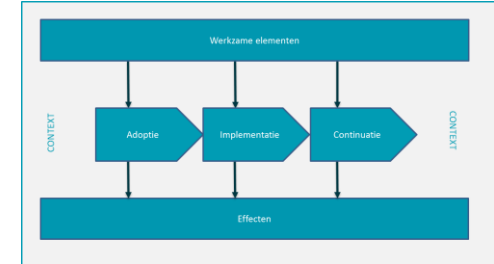 Werkzame elementen
CONTEXT
Adoptie
Implementatie
Continuatie
CONTEXT
Effecten